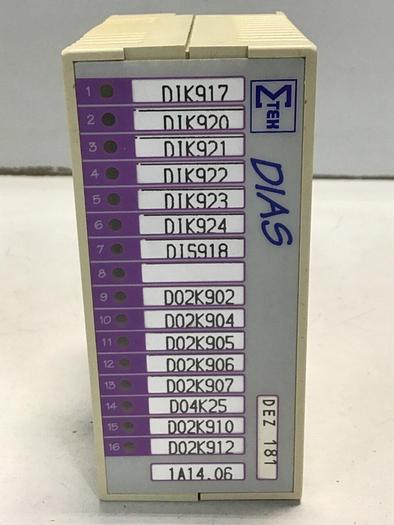 1 DIK917
2 DIK920
3 DIK921
4 DIK922
5 DIK923
6 DIK924
7 DIS918
8
9 D02K902
10 D02K904
11 D02K905
12 D02K906
13 D02K907
14 D04K25
15 D02K910
16 D02K912
1A14.06
ΣTEK
DIAS
DEZ 181